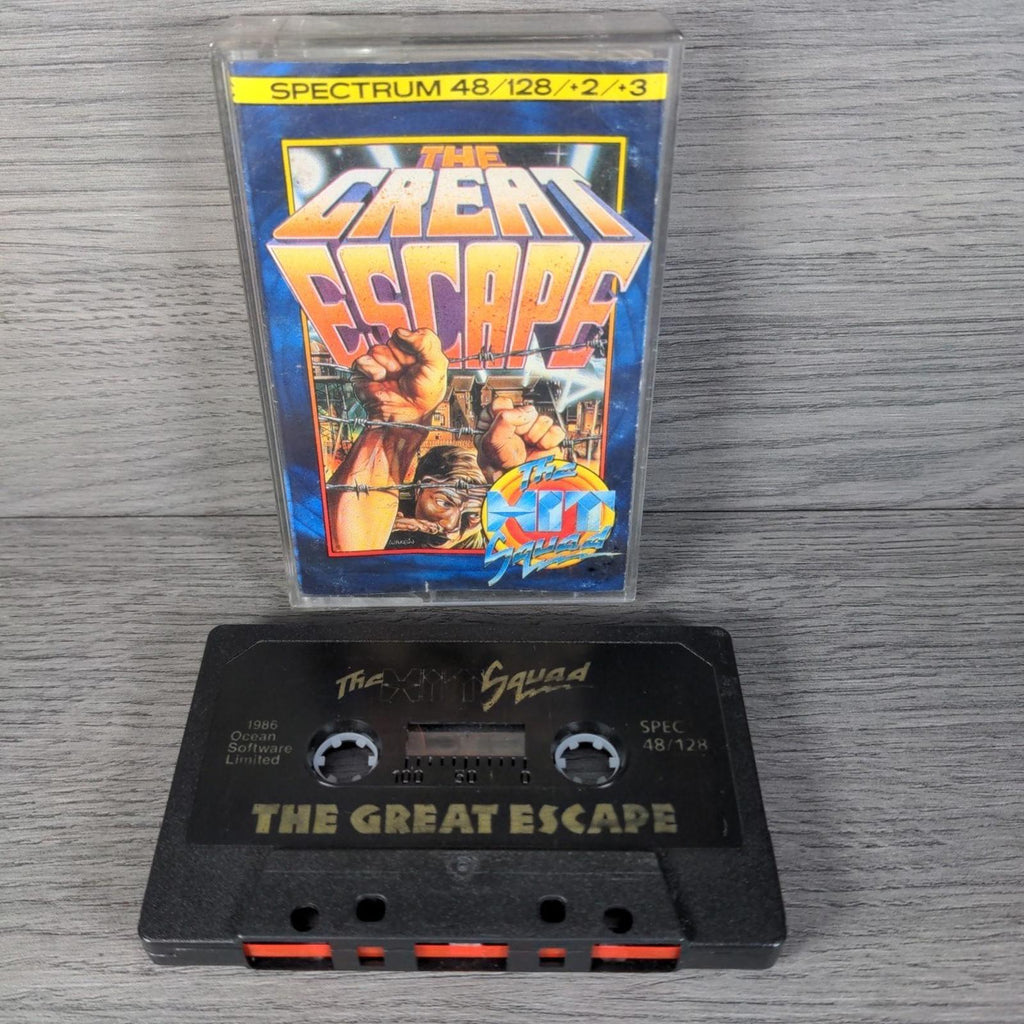 SPECTRUM 48/128/+2/+3
THE
GREAT
ESCAPE
The
HIT
Squad
The HIT Squad
1986
Ocean
Software
Limited
SPEC
48/128
100 50 0
THE GREAT ESCAPE